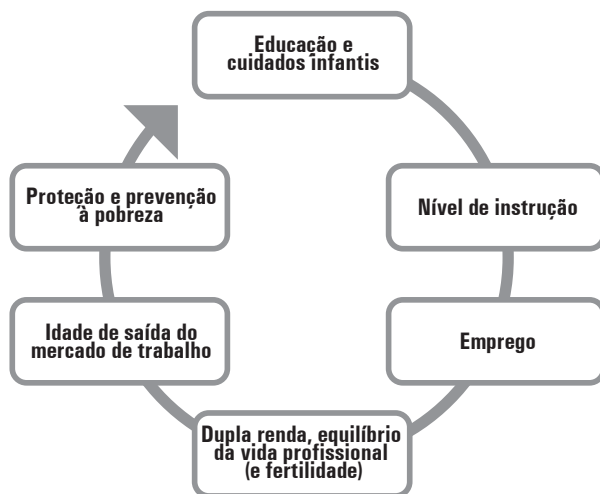 Educação e
cuidados infantis
Nível de instrução
Emprego
Dupla renda, equilíbrio
da vida profissional
(e fertilidade)
Idade de saída do
mercado de trabalho
Proteção e prevenção
à pobreza